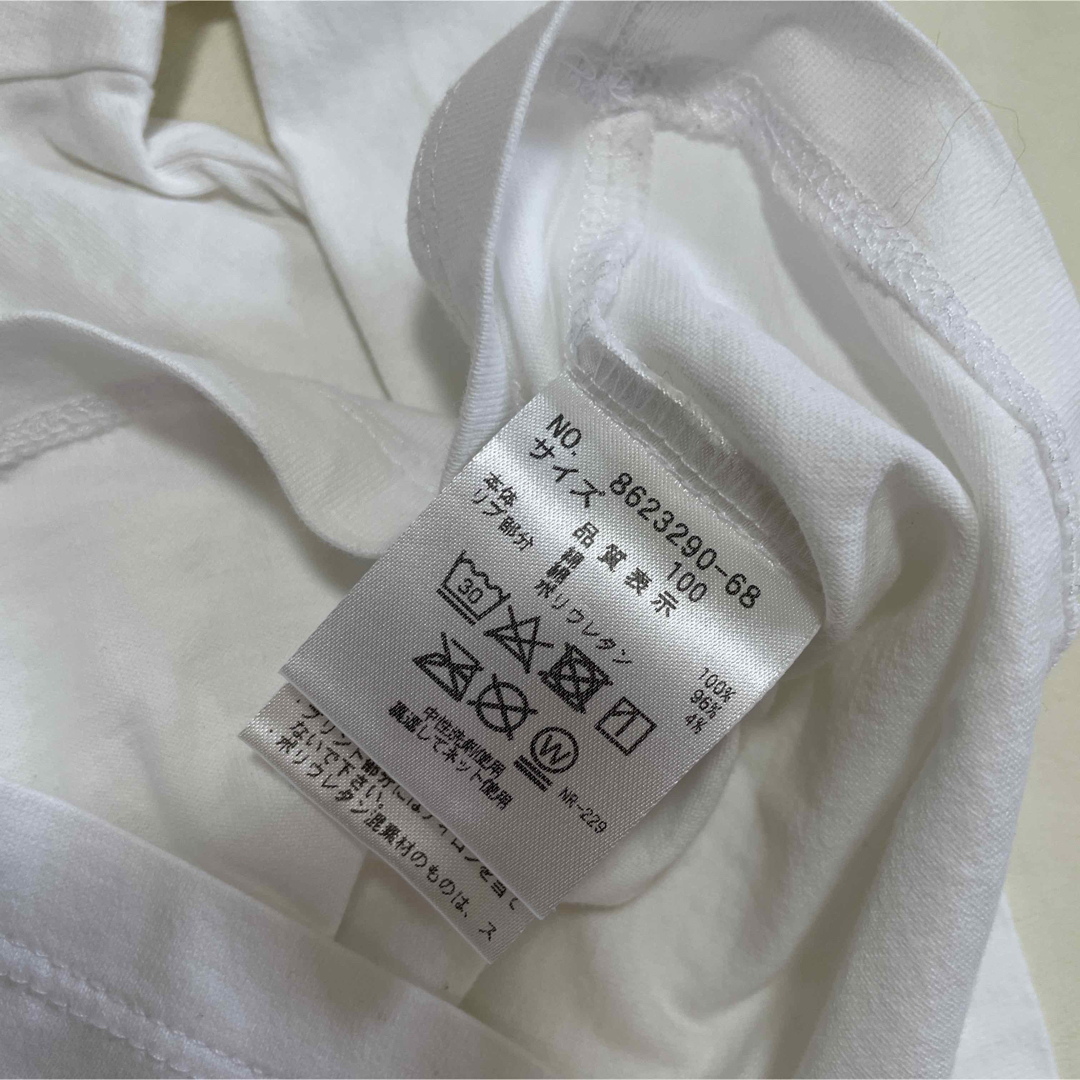 NO. 8623290-68
サイズ 100
品質表示
本体 綿 100%
リブ部分 綿 96%
ポリウレタン 4%
30
W
中性洗剤使用
裏返してネット使用
NR-229
・プリント部分にはアイロンを当て
ないで下さい。
・ポリウレタン混素材のものは、ス